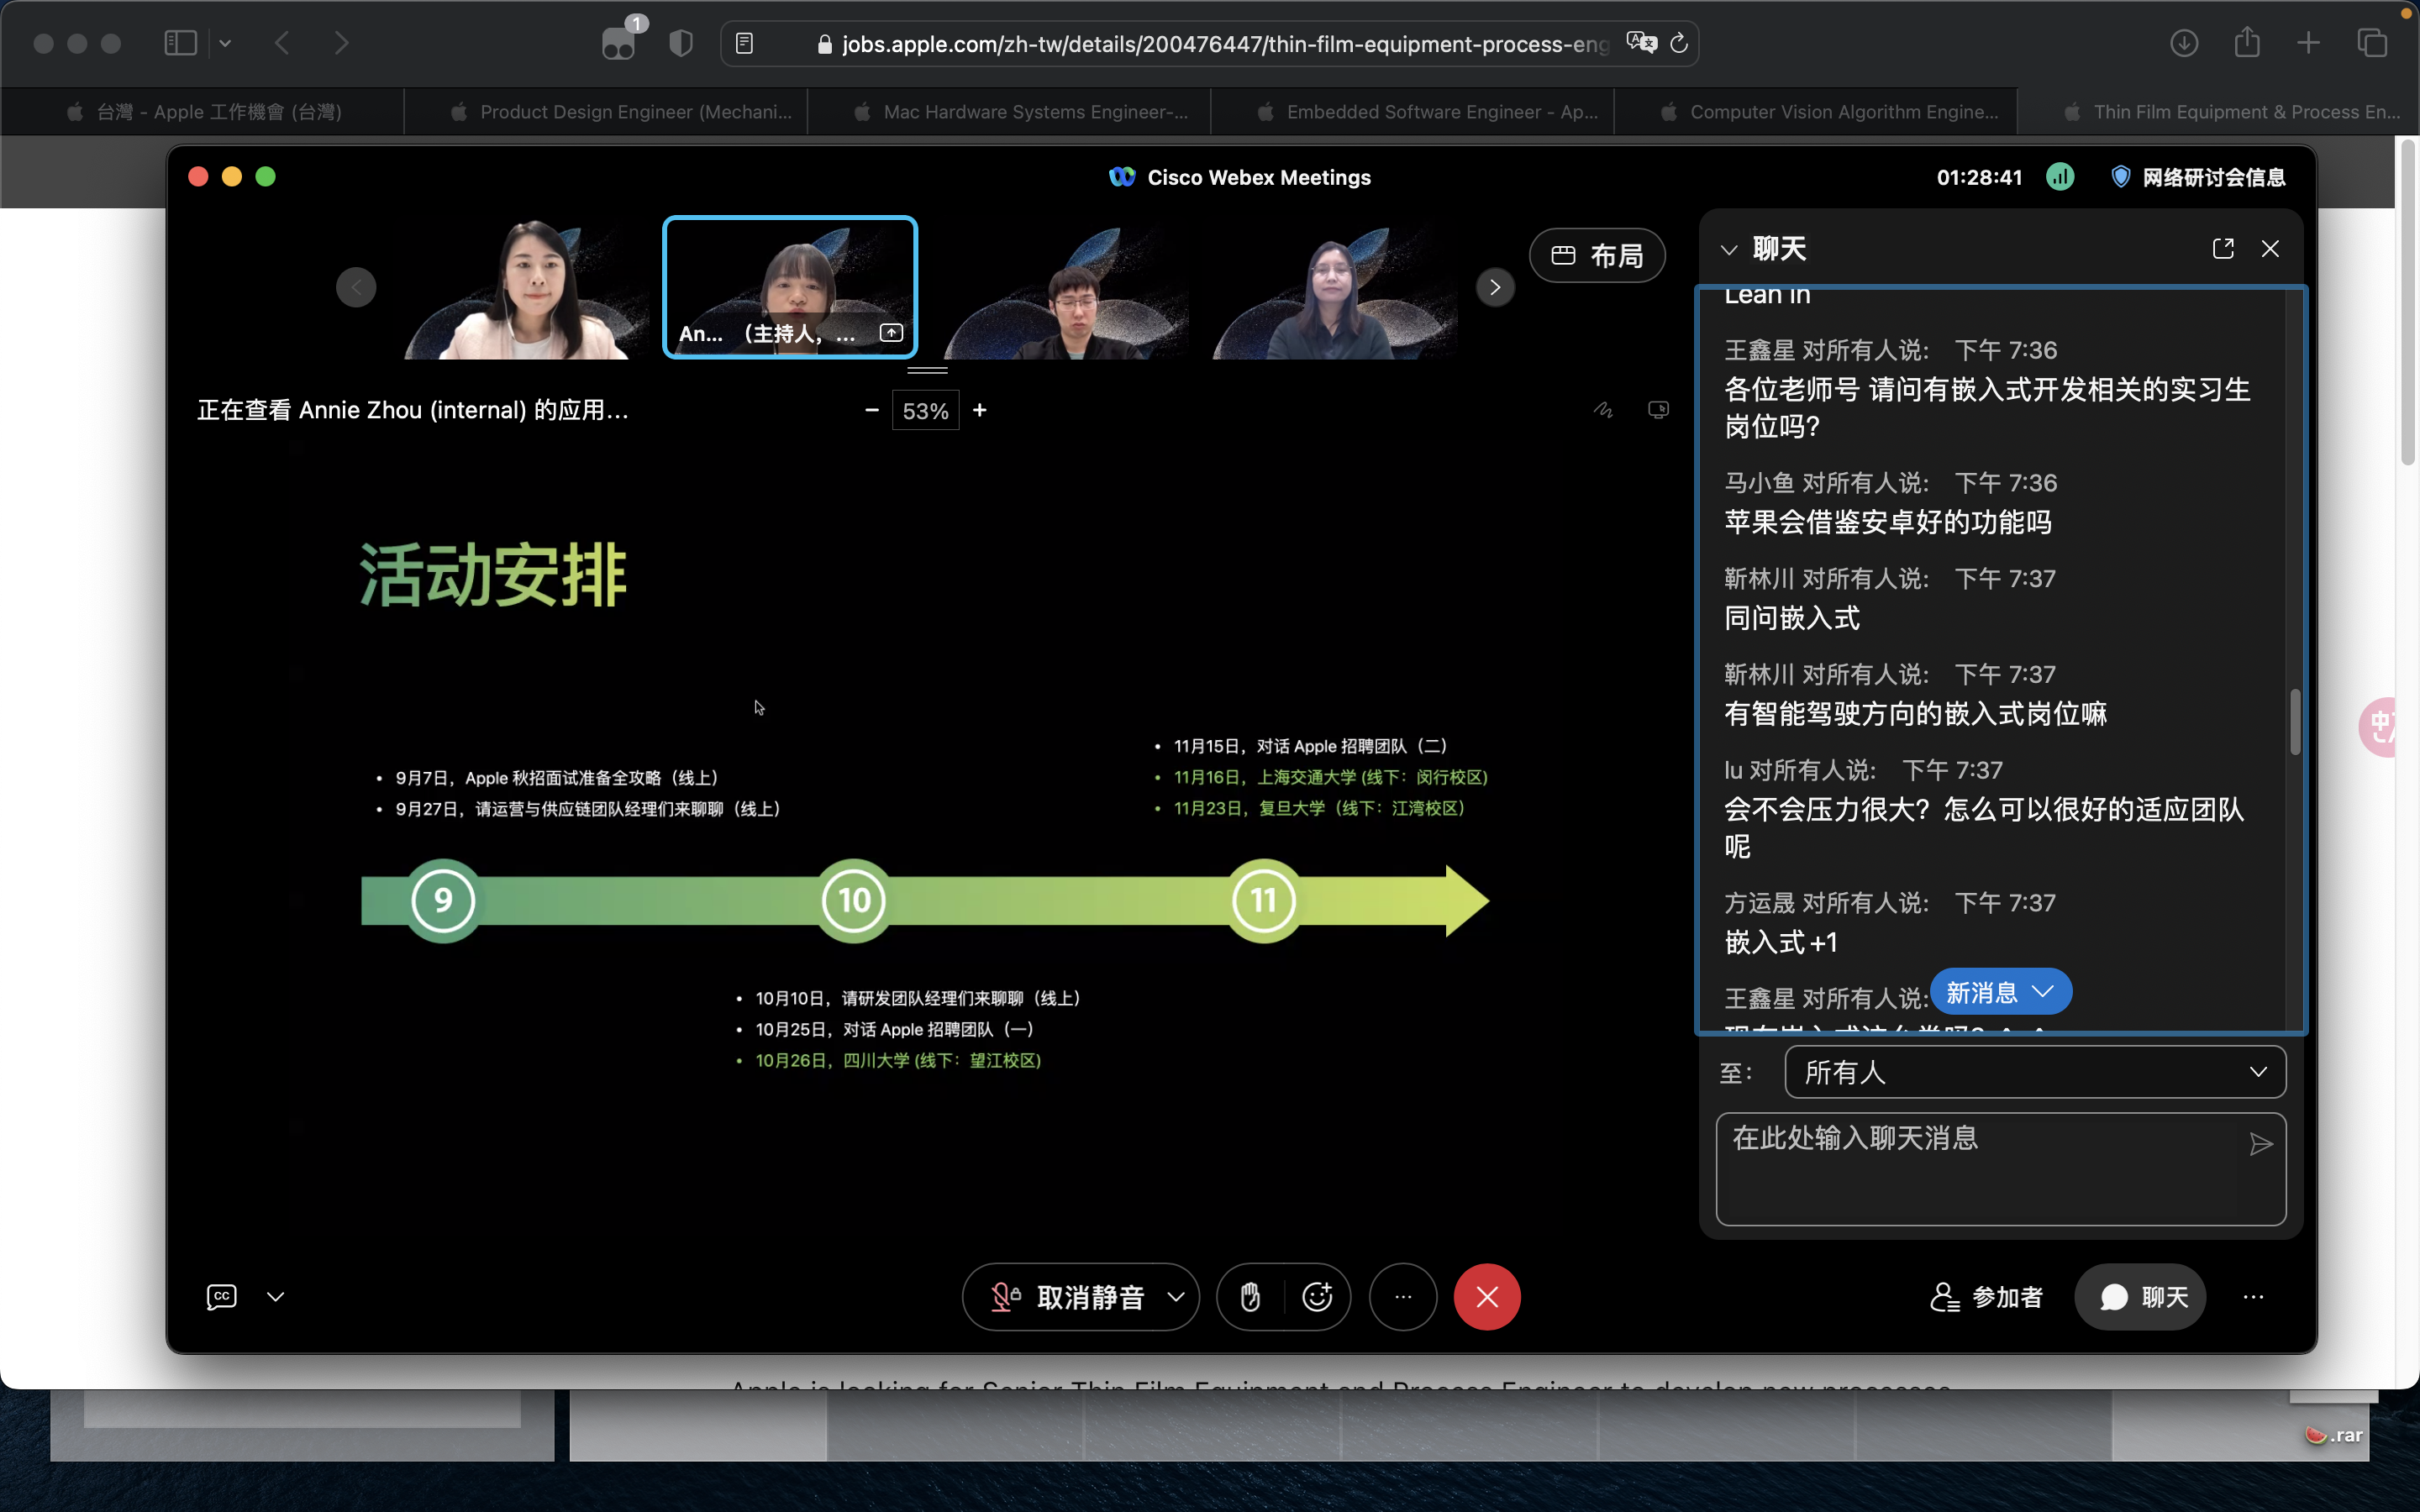 1
jobs.apple.com/zh-tw/details/200476447/thin-film-equipment-process-eng
台灣 - Apple 工作機會 (台灣)
Product Design Engineer (Mechani...
Mac Hardware Systems Engineer-...
Embedded Software Engineer - Ap...
Computer Vision Algorithm Engine...
Thin Film Equipment & Process En...
Cisco Webex Meetings
01:28:41
网络研讨会信息
An... （主持人，...
布局
正在查看 Annie Zhou (internal) 的应用...
53%
活动安排
• 9月7日，Apple 秋招面试准备全攻略（线上）
• 9月27日，请运营与供应链团队经理们来聊聊（线上）
• 11月15日，对话 Apple 招聘团队（二）
• 11月16日，上海交通大学 (线下：闵行校区)
• 11月23日，复旦大学（线下：江湾校区）
9
10
11
• 10月10日，请研发团队经理们来聊聊（线上）
• 10月25日，对话 Apple 招聘团队（一）
• 10月26日，四川大学 (线下：望江校区)
聊天
Lean in
王鑫星 对所有人说: 下午 7:36
各位老师号 请问有嵌入式开发相关的实习生
岗位吗?
马小鱼 对所有人说: 下午 7:36
苹果会借鉴安卓好的功能吗
靳林川 对所有人说: 下午 7:37
同问嵌入式
靳林川 对所有人说: 下午 7:37
有智能驾驶方向的嵌入式岗位嘛
lu 对所有人说: 下午 7:37
会不会压力很大？怎么可以很好的适应团队
呢
方运晟 对所有人说: 下午 7:37
嵌入式+1
王鑫星 对所有人说:
新消息
至:
所有人
在此处输入聊天消息
CC
取消静音
参加者
聊天
Apple is looking for Senior Thin Film Equipment and Process Engineer to develop new processes
.rar